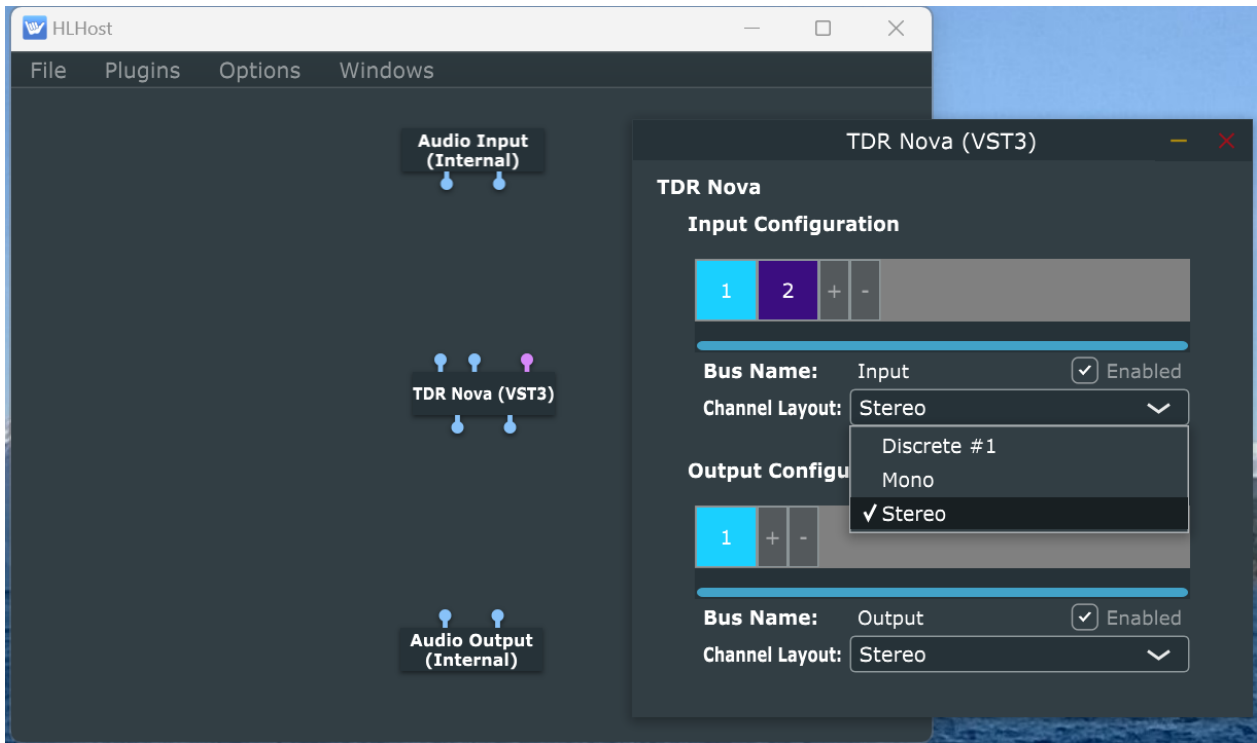 HLHost
File Plugins Options Windows
Audio Input
(Internal)
TDR Nova (VST3)
Audio Output
(Internal)
TDR Nova (VST3)
TDR Nova
Input Configuration
1 2 + -
Bus Name: Input Enabled
Channel Layout: Stereo
Discrete #1
Mono
Stereo
Output Configu
1 + -
Bus Name: Output Enabled
Channel Layout: Stereo